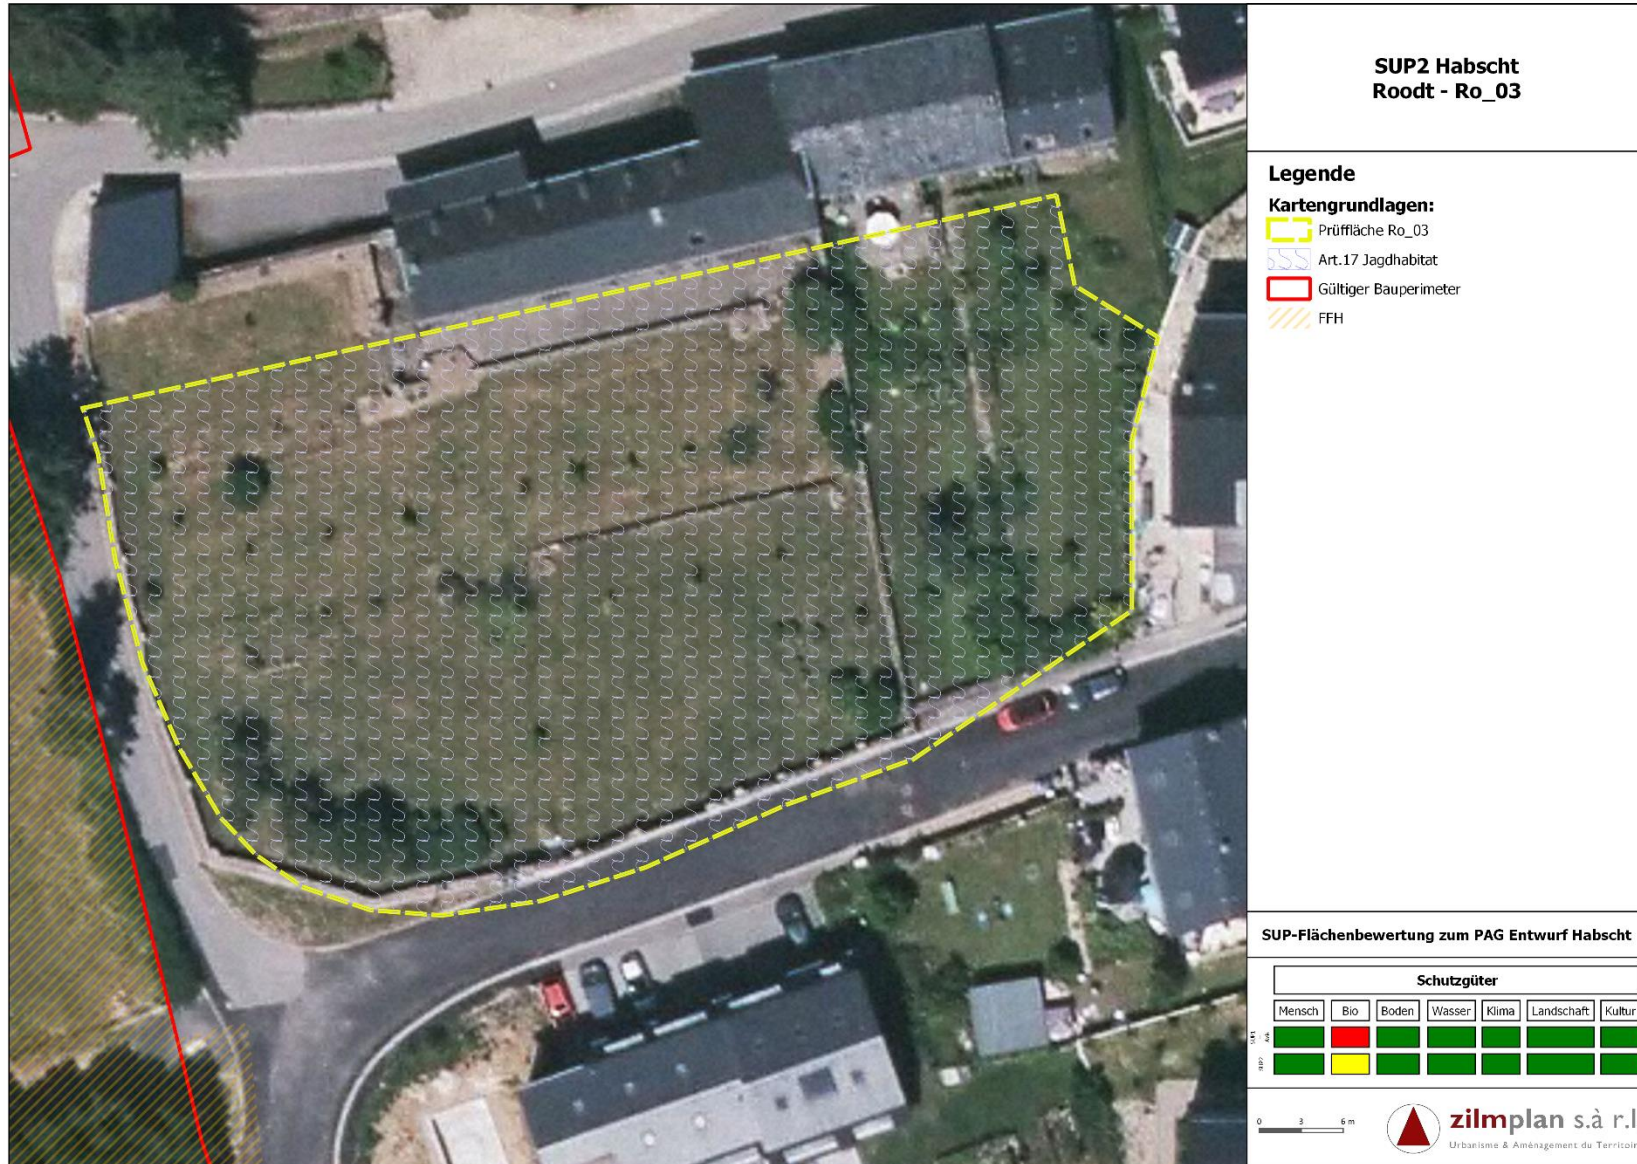 SUP2 Habscht
Roodt - Ro_03
Legende
Kartengrundlagen:
Prüffläche Ro_03
Art.17 Jagdhabitat
Gültiger Bauperimeter
FFH
SUP-Flächenbewertung zum PAG Entwurf Habscht
Schutzgüter
Mensch Bio Boden Wasser Klima Landschaft Kultur
0 3 6 m
zilmplan s.à r.l
Urbanisme & Aménagement du Territoir